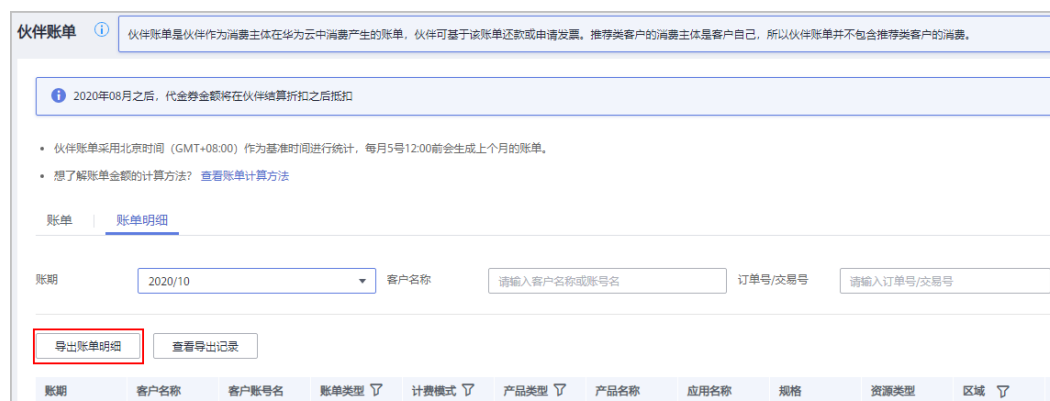 伙伴账单
伙伴账单是伙伴作为消费主体在华为云中消费产生的账单，伙伴可基于该账单还款或申请发票。推荐类客户的消费主体是客户自己，所以伙伴账单并不包含推荐类客户的消费。
2020年08月之后，代金券金额将在伙伴结算折扣之后抵扣
• 伙伴账单采用北京时间（GMT+08:00）作为基准时间进行统计，每月5号12:00前会生成上个月的账单。
• 想了解账单金额的计算方法？ 查看账单计算方法
账单 账单明细
账期 2020/10 客户名称 请输入客户名称或账号名 订单号/交易号 请输入订单号/交易号
导出账单明细 查看导出记录
账期 客户名称 客户账号名 账单类型 计费模式 产品类型 产品名称 应用名称 规格 资源类型 区域